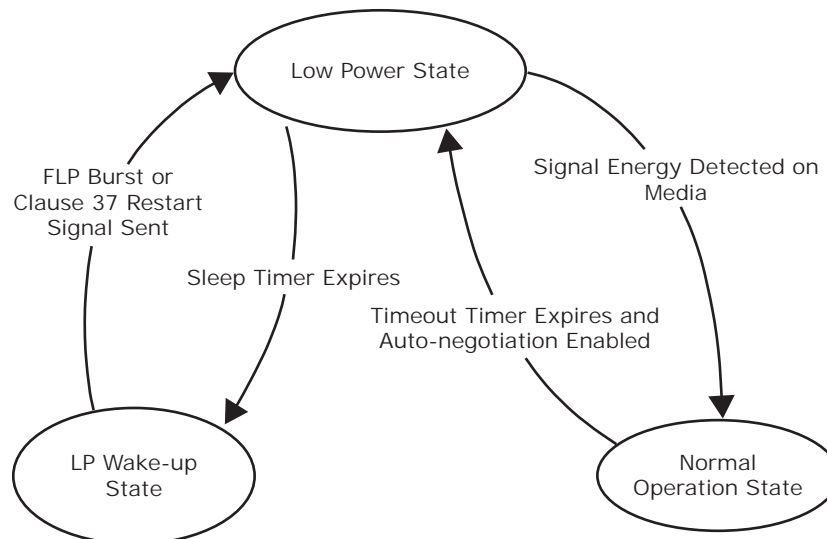 Low Power State
FLP Burst or
Clause 37 Restart
Signal Sent
Signal Energy Detected on
Media
Sleep Timer Expires
Timeout Timer Expires and
Auto-negotiation Enabled
LP Wake-up
State
Normal
Operation State